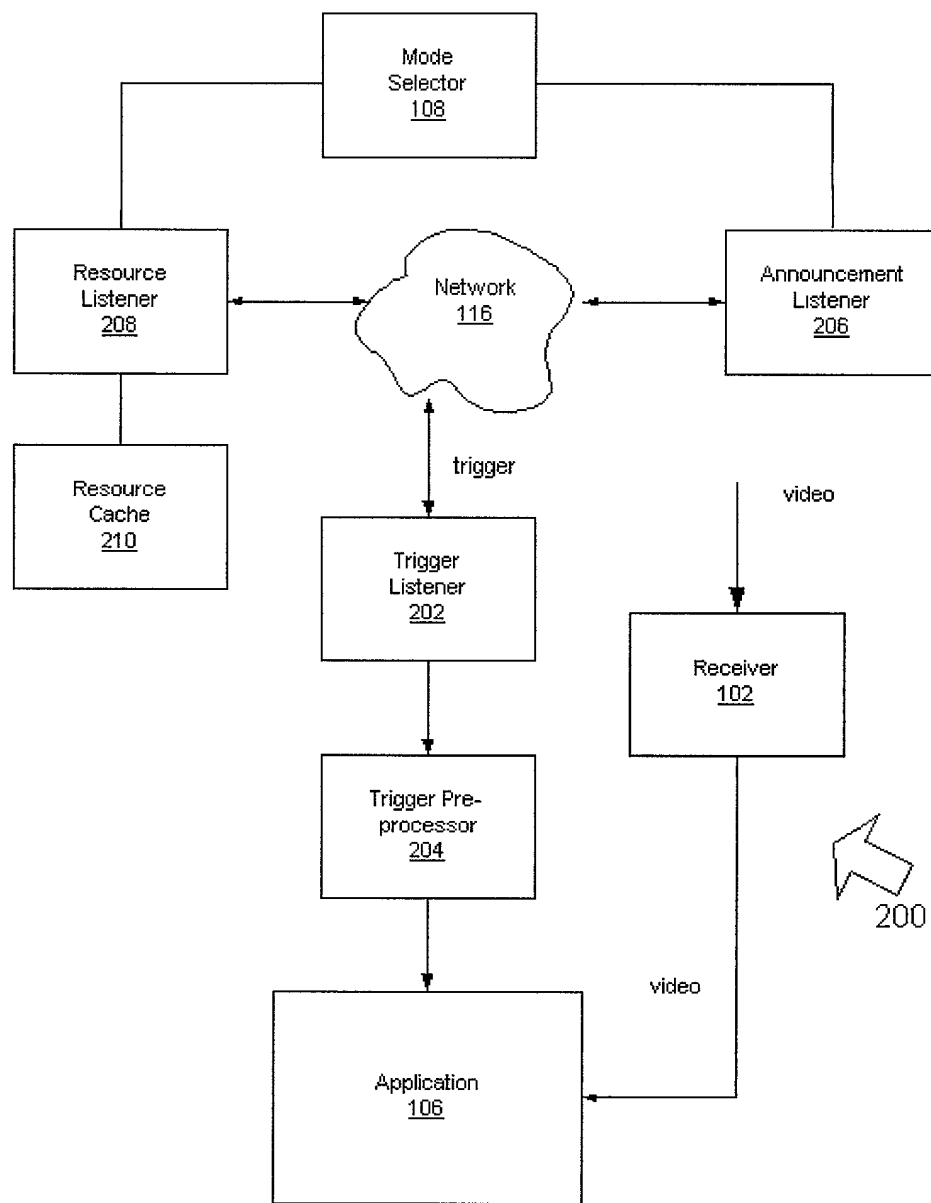 Mode
Selector
108
Resource
Listener
208
Network
116
Announcement
Listener
206
trigger
Resource
Cache
210
video
Trigger
Listener
202
Receiver
102
Trigger Pre-
processor
204
200
video
Application
106